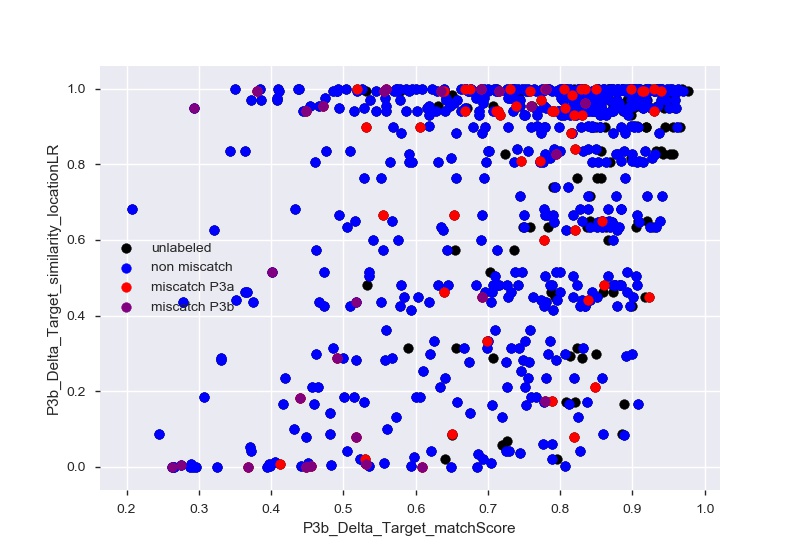 1.0
0.8
0.6
0.4
0.2
0.0
P3b_Delta_Target_similarity_locationLR
unlabeled
non miscatch
miscatch P3a
miscatch P3b
0.2 0.3 0.4 0.5 0.6 0.7 0.8 0.9 1.0
P3b_Delta_Target_matchScore